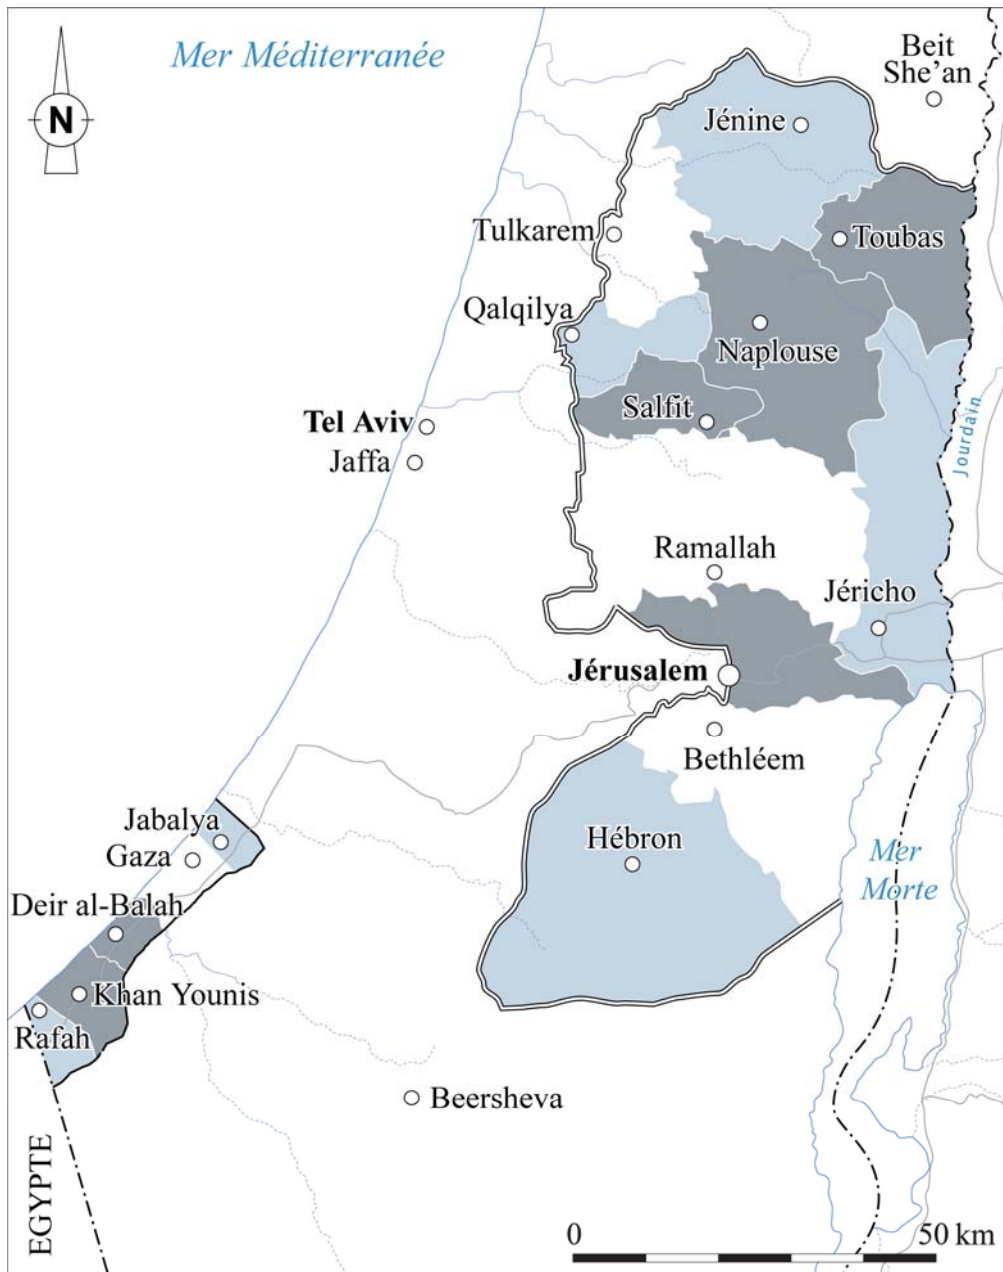 Mer Méditerranée
N
Beit
She’an
Jénine
Tulkarem
Toubas
Qalqilya
Naplouse
Salfit
Tel Aviv
Jaffa
Jourdain
Ramallah
Jéricho
Jérusalem
Bethléem
Jabalya
Gaza
Hébron
Mer
Morte
Deir al-Balah
Khan Younis
Rafah
Beersheva
EGYPTE
0
50 km